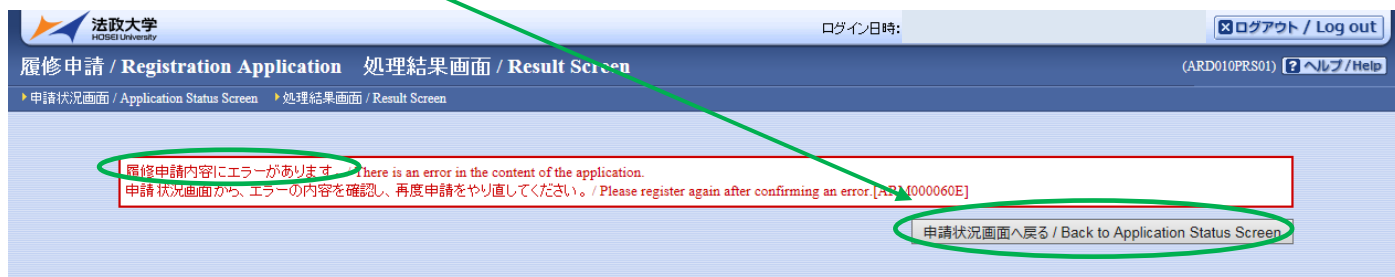 法政大学
HOSEI University
ログイン日時:
ログアウト / Log out
履修申請 / Registration Application 処理結果画面 / Result Screen
(ARD010PRS01) ? ヘルプ/Help
申請状況画面 / Application Status Screen 処理結果画面 / Result Screen
履修申請内容にエラーがあります。 There is an error in the content of the application.
申請状況画面から、エラーの内容を確認し、再度申請をやり直してください。/ Please register again after confirming an error.[ARM000060E]
申請状況画面へ戻る / Back to Application Status Screen